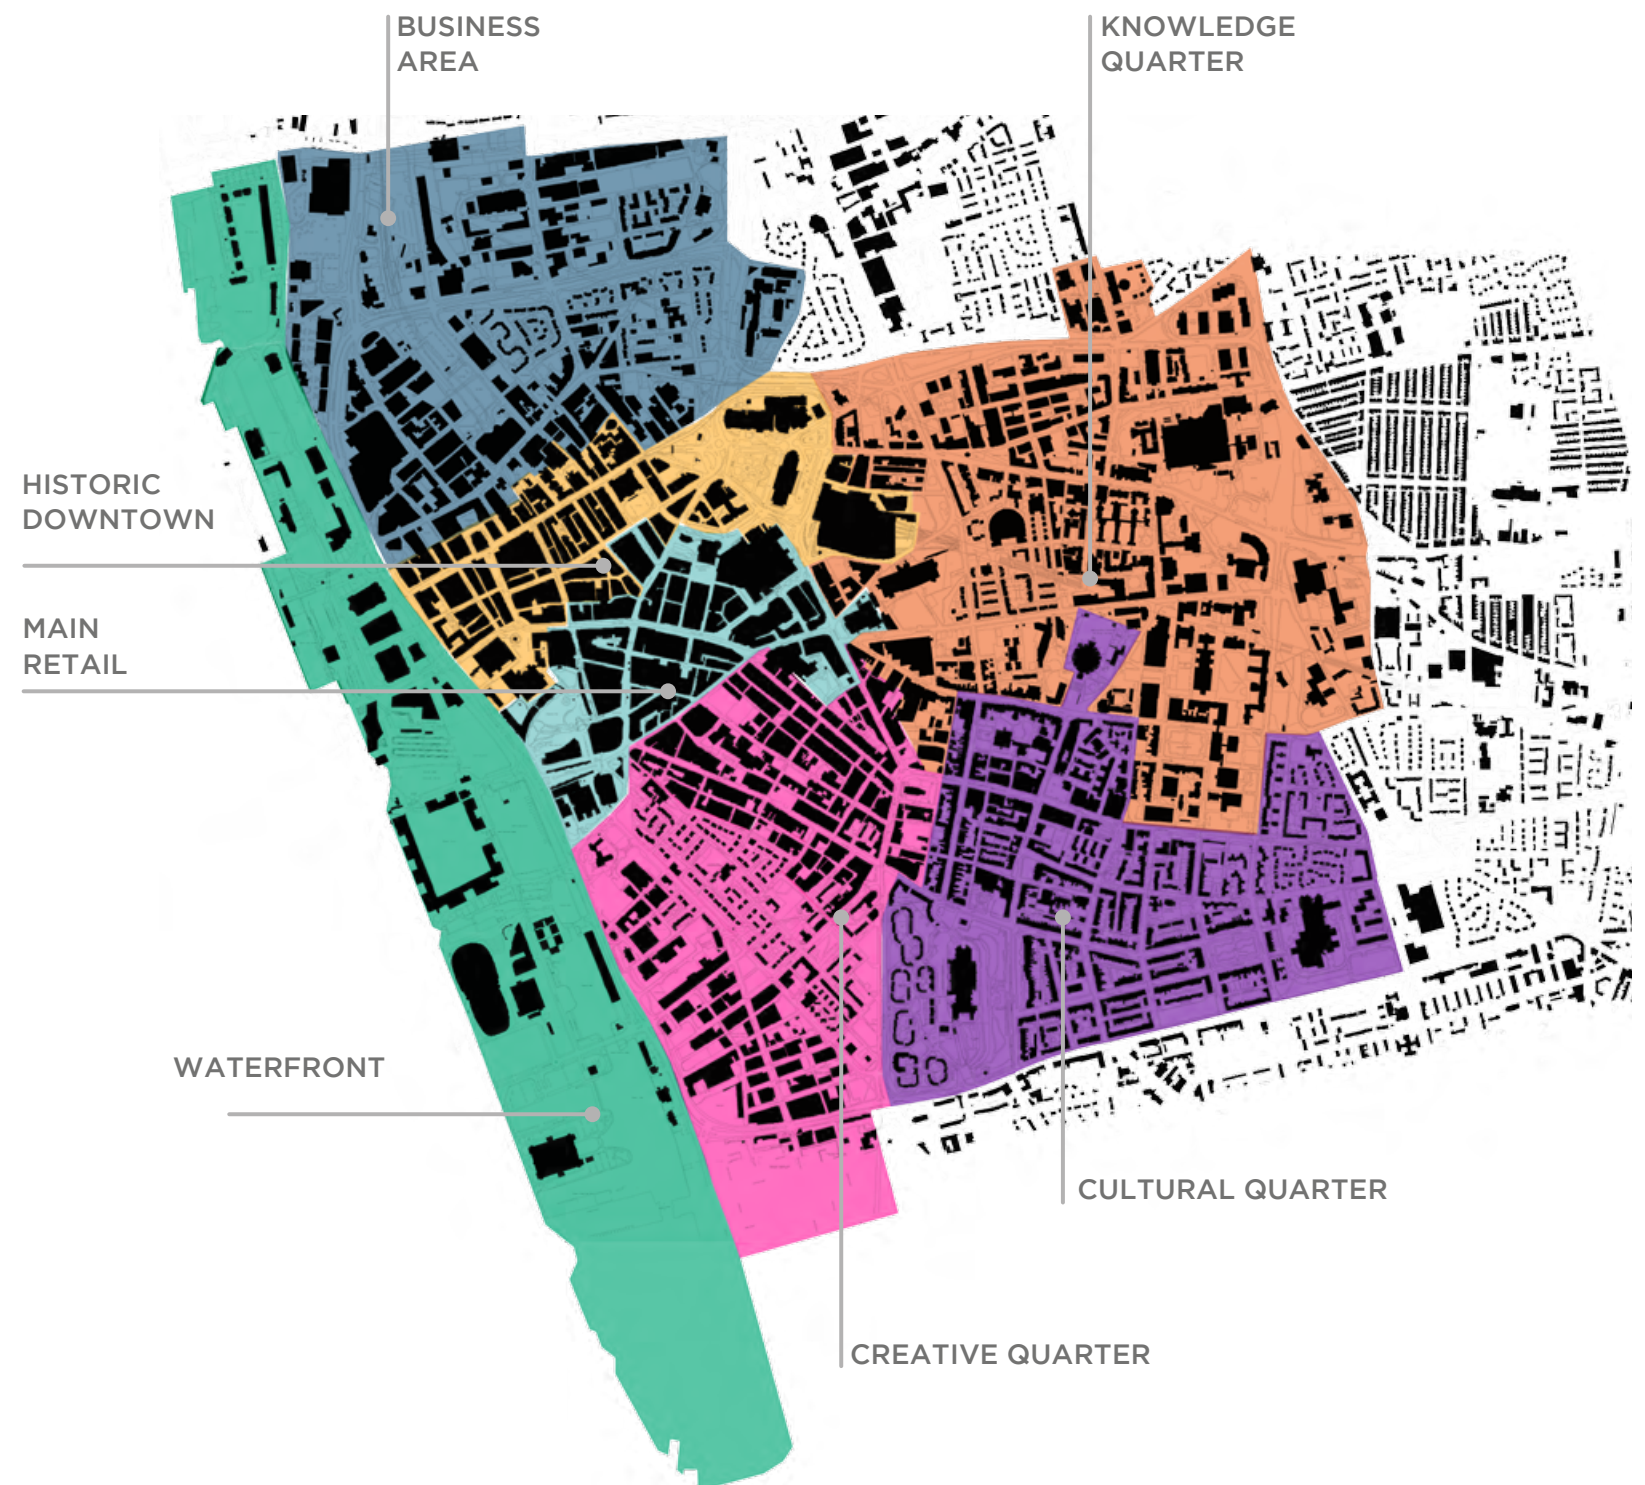 BUSINESS
AREA
KNOWLEDGE
QUARTER
HISTORIC
DOWNTOWN
MAIN
RETAIL
WATERFRONT
CULTURAL QUARTER
CREATIVE QUARTER